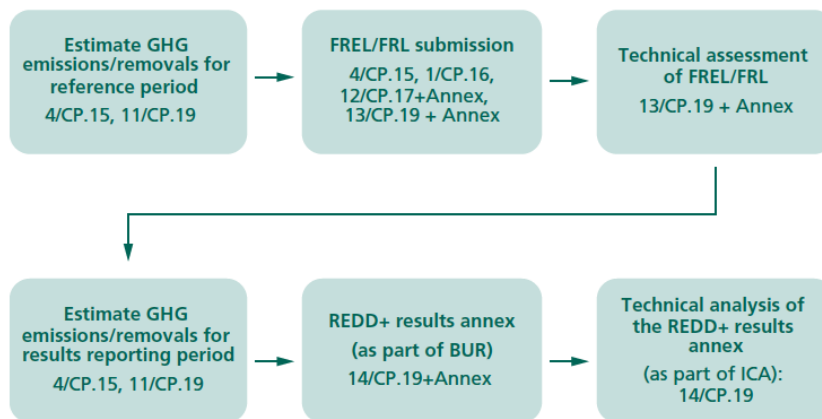 Estimate GHG
emissions/removals for
reference period
4/CP.15, 11/CP.19
FREL/FRL submission
4/CP.15, 1/CP.16,
12/CP.17+Annex,
13/CP.19 + Annex
Technical assessment
of FREL/FRL
13/CP.19 + Annex
Estimate GHG
emissions/removals for
results reporting period
4/CP.15, 11/CP.19
REDD+ results annex
(as part of BUR)
14/CP.19+Annex
Technical analysis of
the REDD+ results
annex
(as part of ICA):
14/CP.19